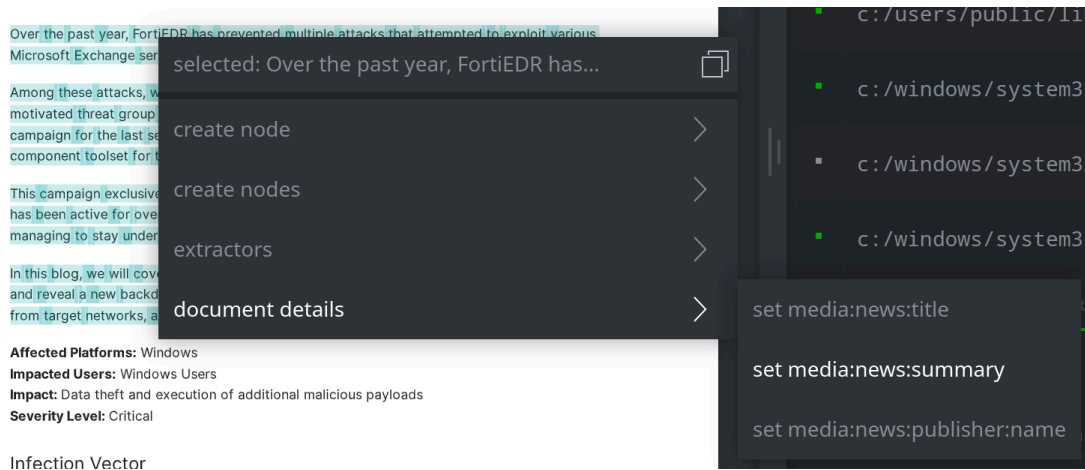 Over the past year, FortiEDR has prevented multiple attacks that attempted to exploit various
Microsoft Exchange ser
Among these attacks, w
motivated threat group
campaign for the last se
component toolset for t
This campaign exclusive
has been active for ove
managing to stay under
In this blog, we will cove
and reveal a new backd
from target networks, a
Affected Platforms: Windows
Impacted Users: Windows Users
Impact: Data theft and execution of additional malicious payloads
Severity Level: Critical
Infection Vector
selected: Over the past year, FortiEDR has...
create node
create nodes
extractors
document details
set media:news:title
set media:news:summary
set media:news:publisher:name
c:/users/public/li
c:/windows/system3
c:/windows/system3
c:/windows/system3